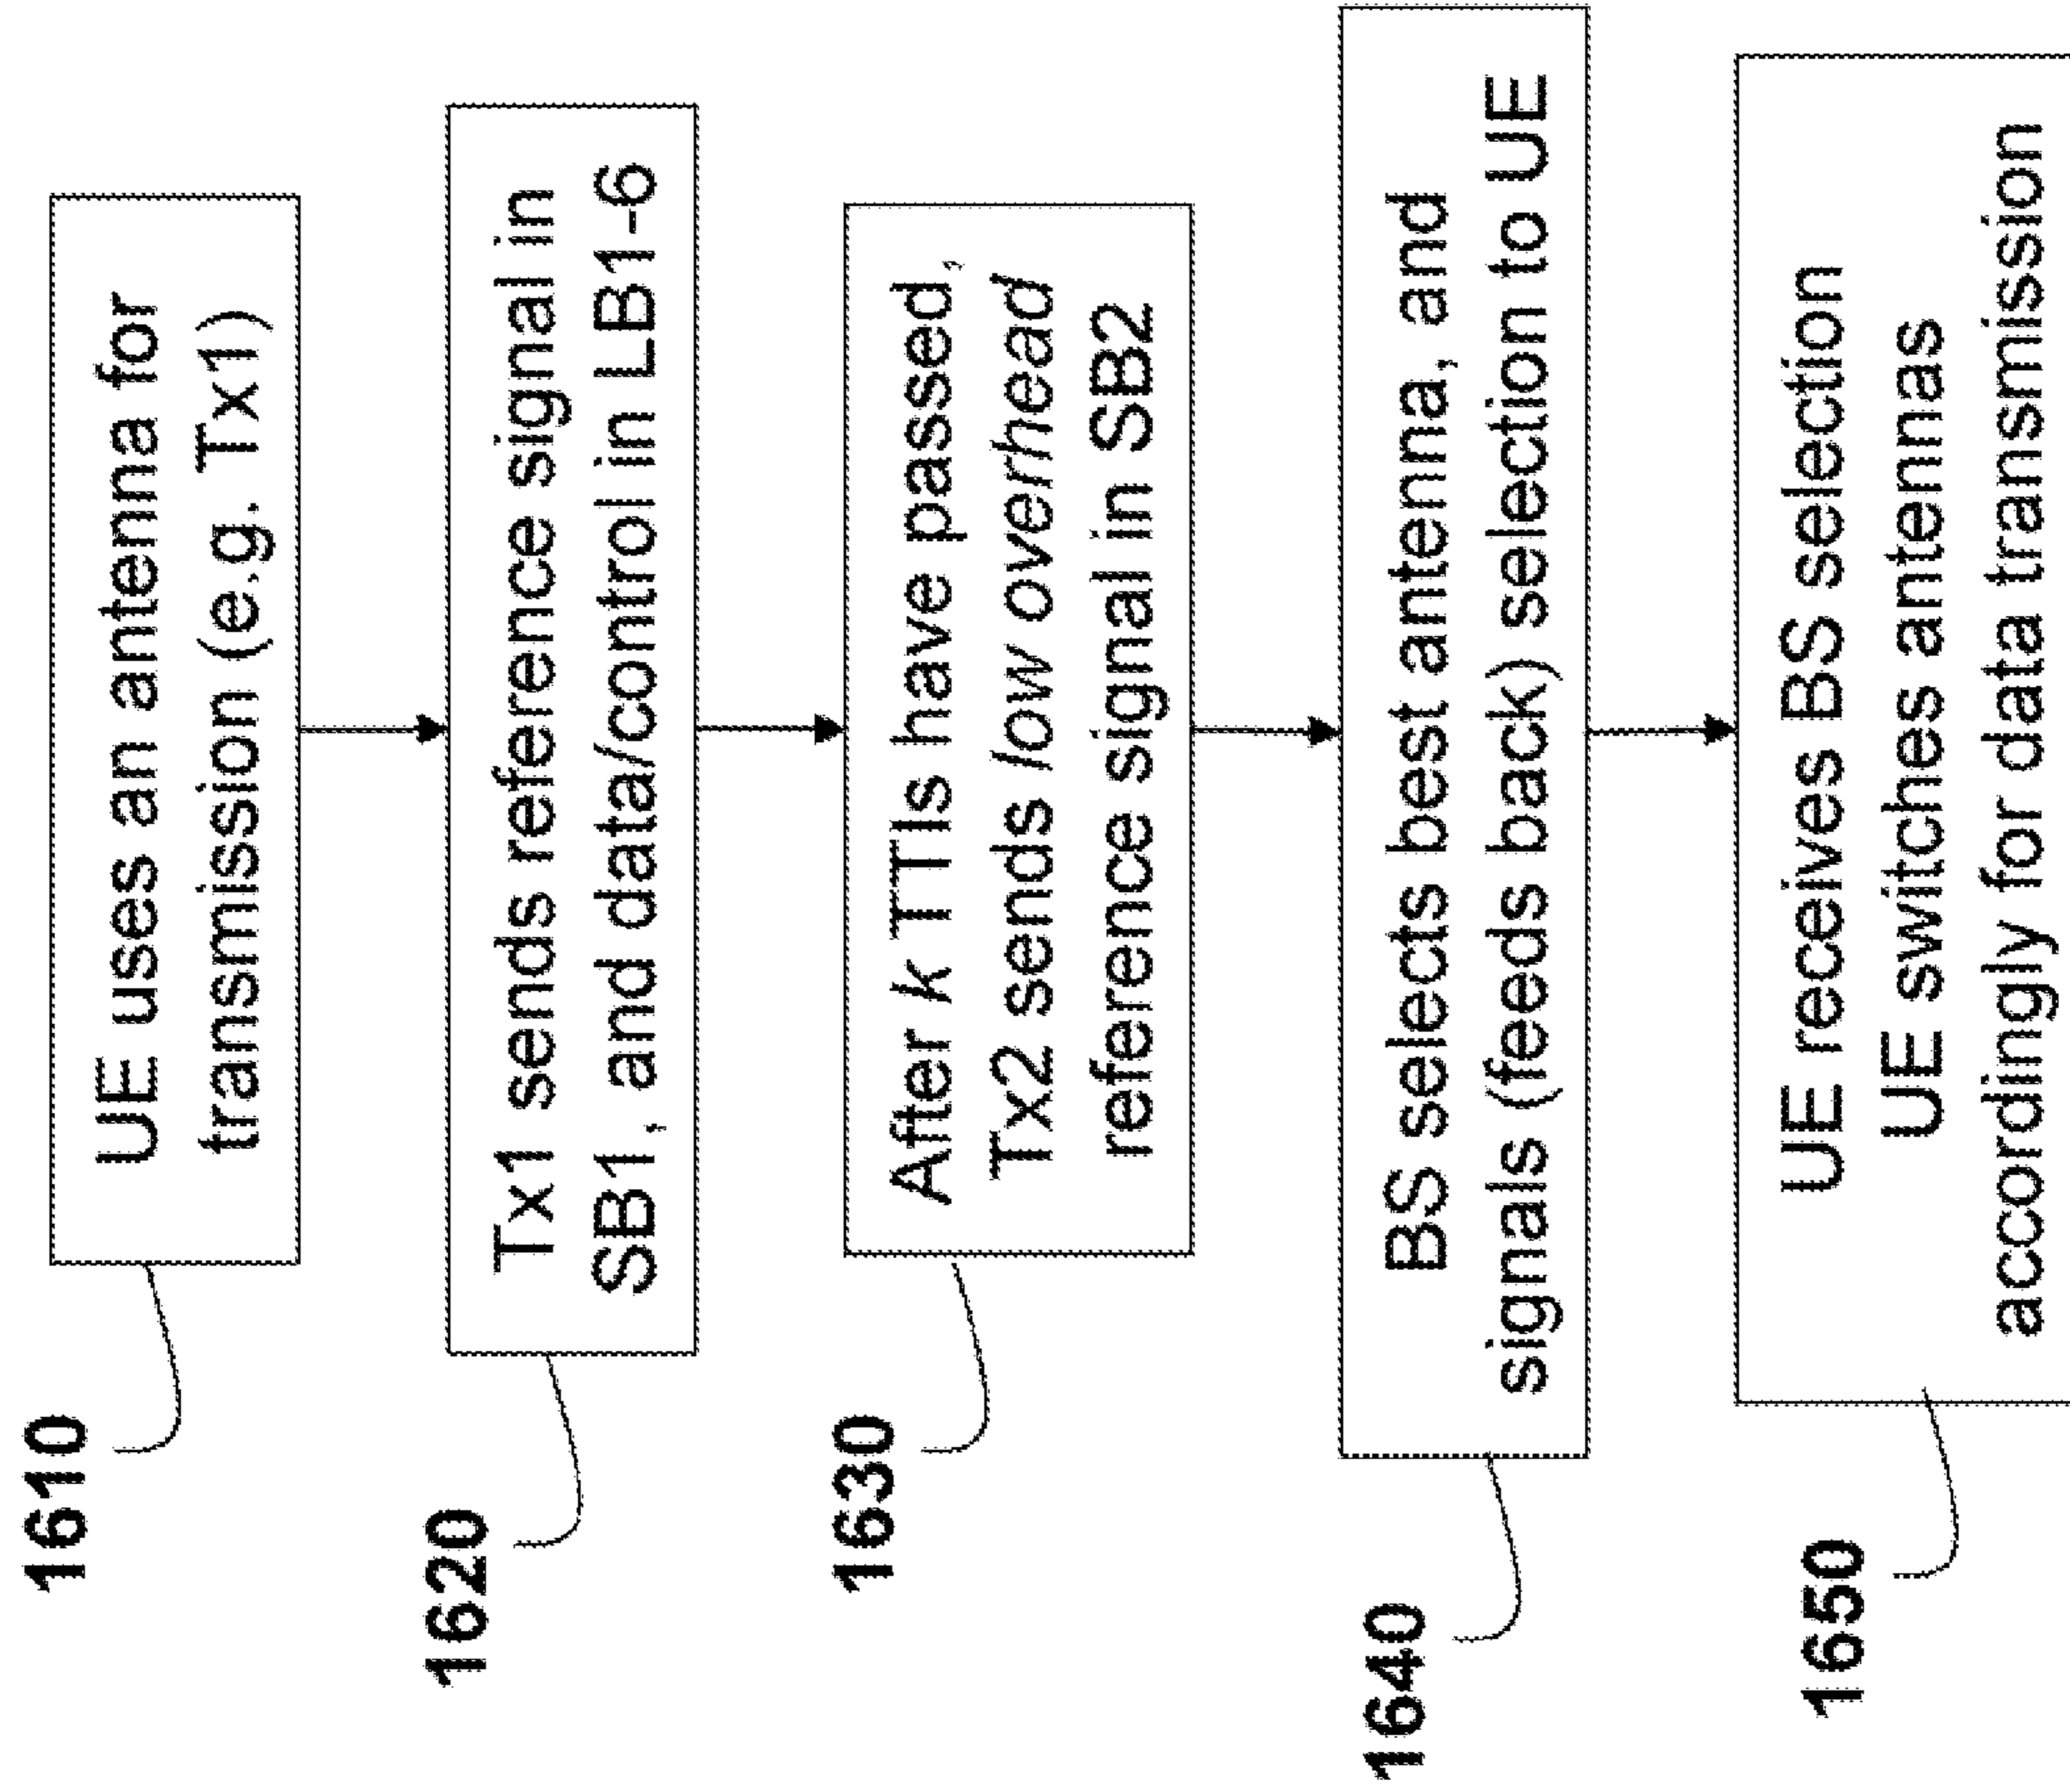 1610
UE uses an antenna for
transmission (e.g. Tx1)
1620
Tx1 sends reference signal in
SB1, and data/control in LB1-6
1630
After k TTIs have passed,
Tx2 sends low overhead
reference signal in SB2
1640
BS selects best antenna, and
signals (feeds back) selection to UE
1650
UE receives BS selection
UE switches antennas
accordingly for data transmission